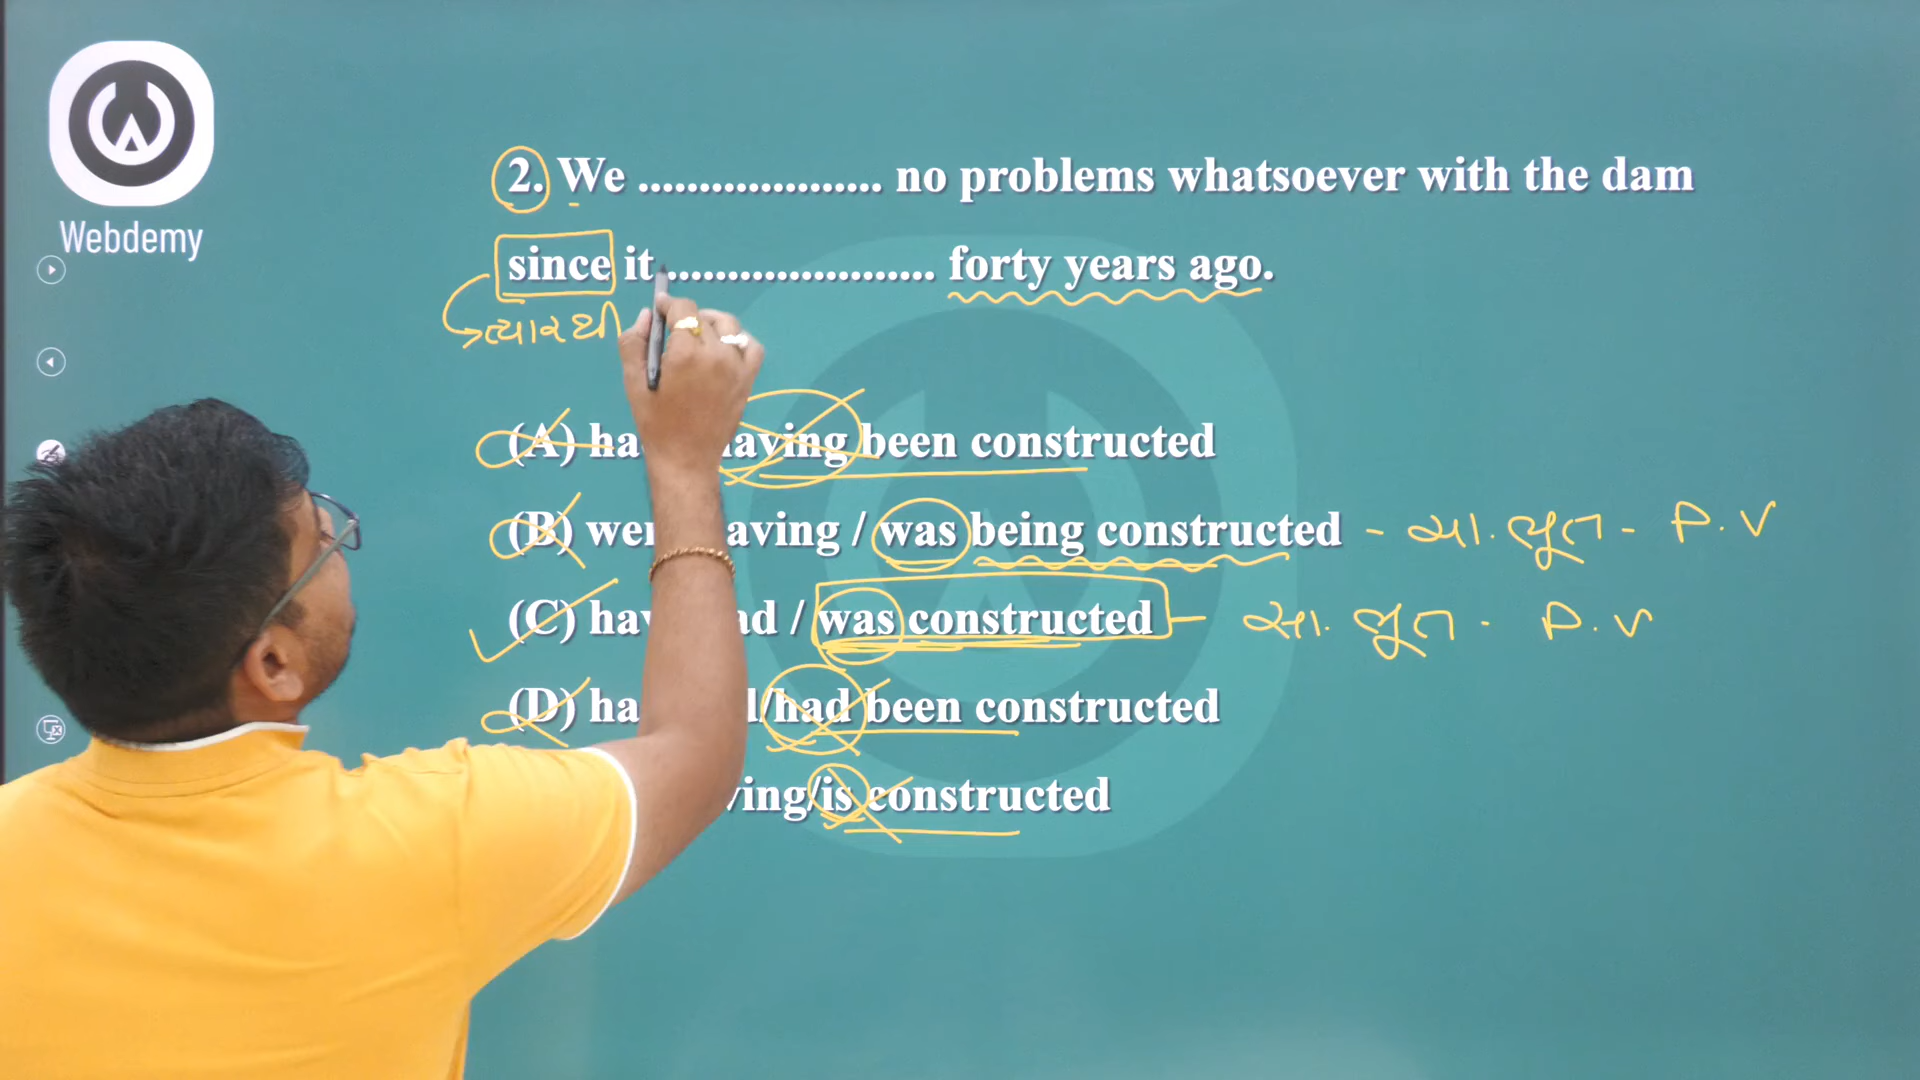 Webdemy
2. We .................... no problems whatsoever with the dam
since it ...................... forty years ago.
ત્યારથી
(A) ha aving been constructed
(B) wer aving / was being constructed - સા. ભૂત - P. V
(C) hav ad / was constructed - સા. ભૂત - P. V
(D) ha d/had been constructed
ving/is constructed